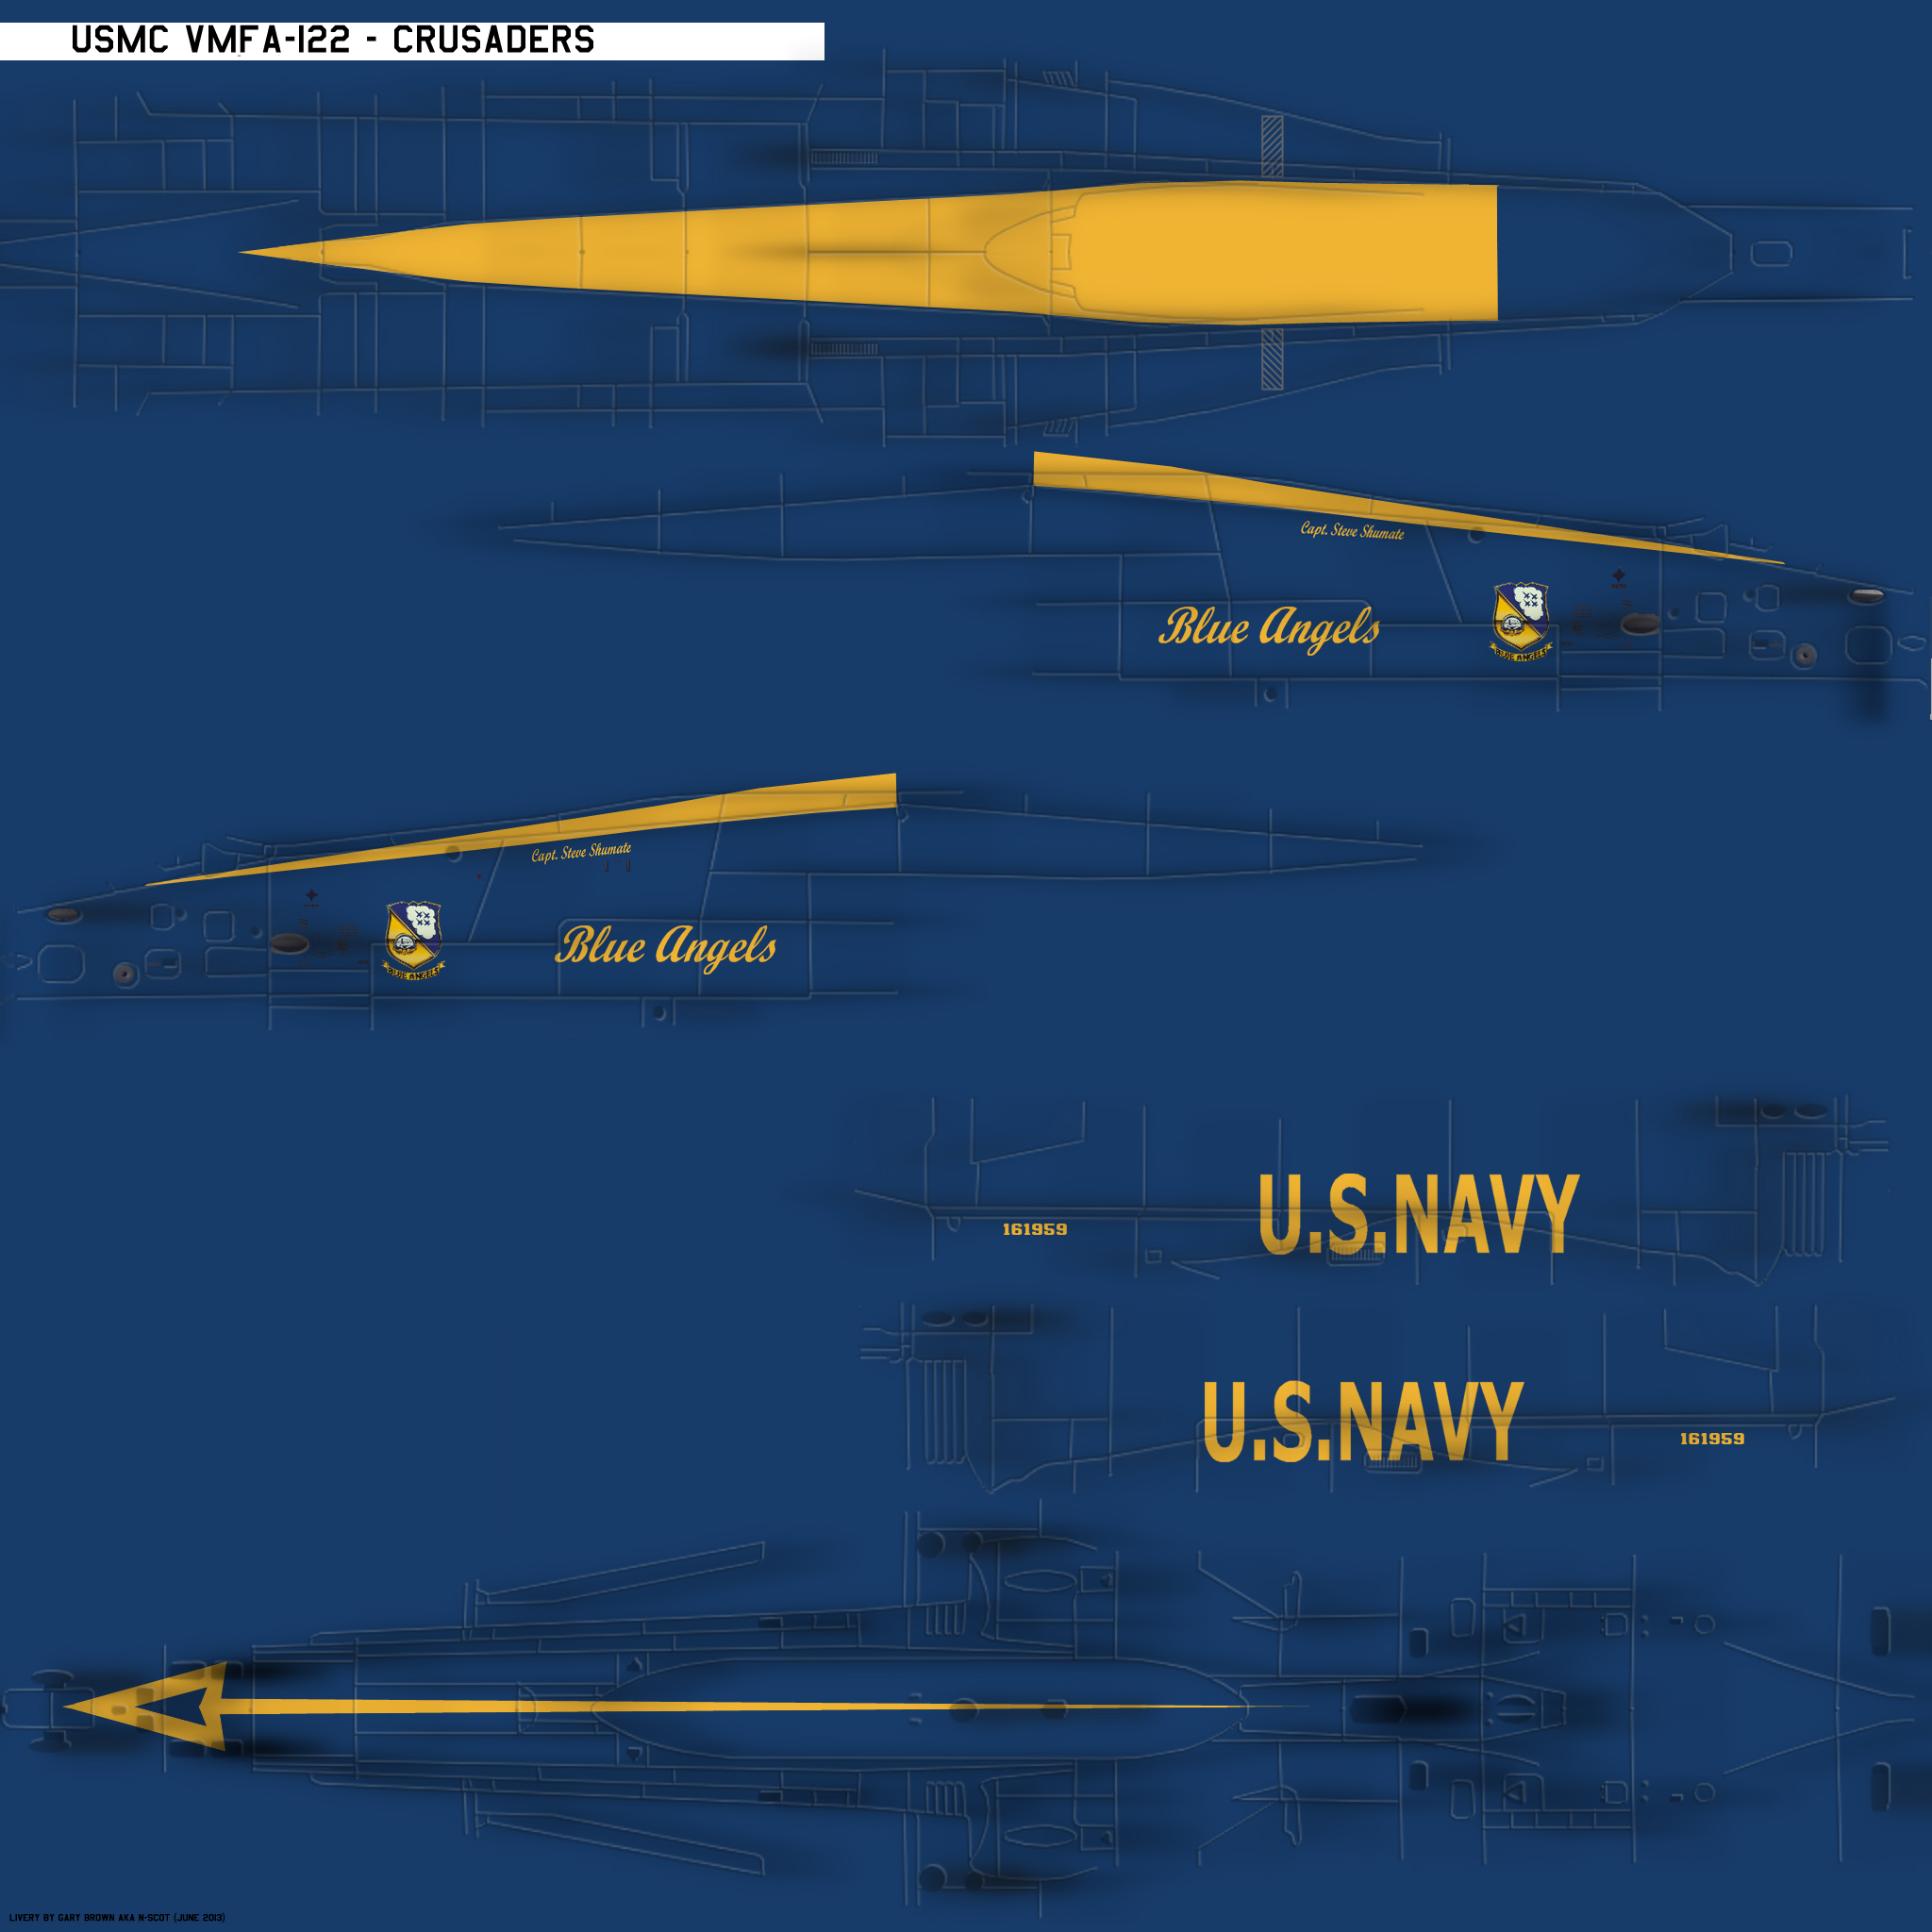 USMC VMFA-122 - CRUSADERS
Capt. Steve Shumate
Blue Angels
BLUE ANGELS
Capt. Steve Shumate
Blue Angels
BLUE ANGELS
U.S.NAVY
161959
U.S.NAVY
161959
LIVERY BY GARY BROWN AKA N-SCOT (JUNE 2013)